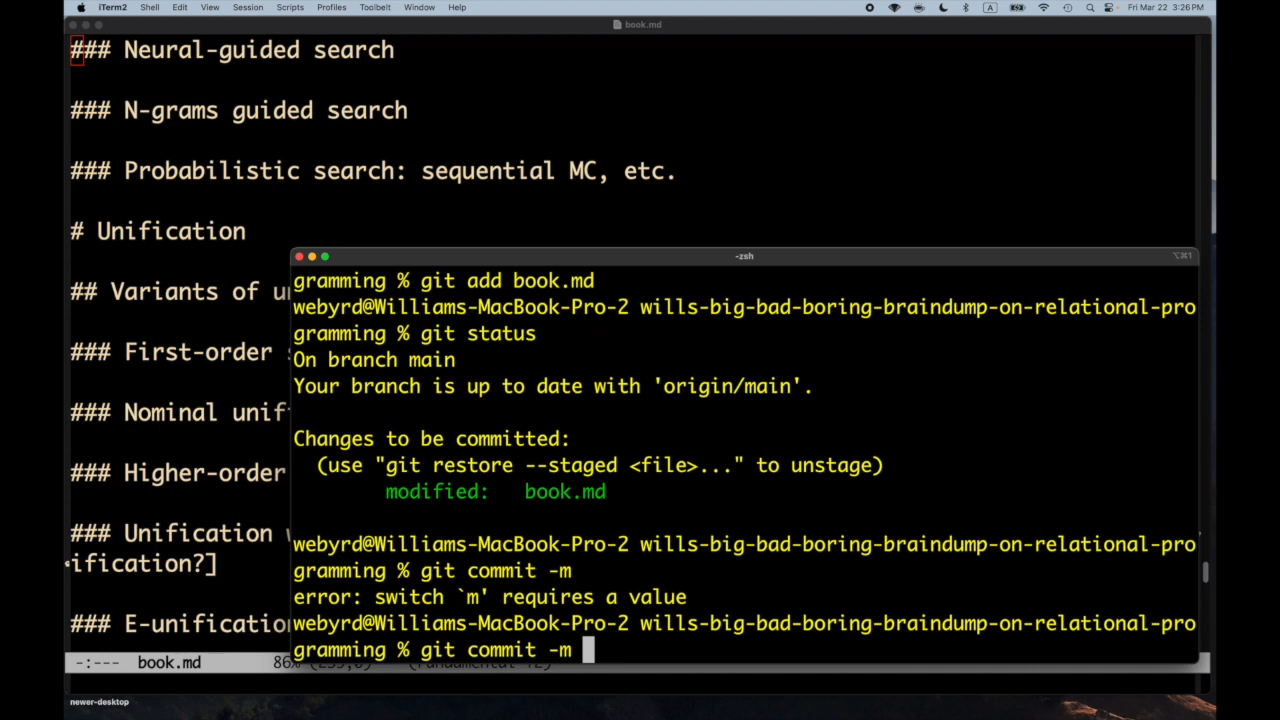 iTerm2 Shell Edit View Session Scripts Profiles Toolbelt Window Help A Fri Mar 22 3:26 PM
book.md
### Neural-guided search
### N-grams guided search
### Probabilistic search: sequential MC, etc.
# Unification
## Variants of u
### First-order
### Nominal unif
### Higher-order
### Unification
ification?]
### E-unification
-:--- book.md 86%
-zsh
⌥⌘1
gramming % git add book.md
webyrd@Williams-MacBook-Pro-2 wills-big-bad-boring-braindump-on-relational-pro
gramming % git status
On branch main
Your branch is up to date with 'origin/main'.
Changes to be committed:
(use "git restore --staged <file>..." to unstage)
modified: book.md
webyrd@Williams-MacBook-Pro-2 wills-big-bad-boring-braindump-on-relational-pro
gramming % git commit -m
error: switch `m' requires a value
webyrd@Williams-MacBook-Pro-2 wills-big-bad-boring-braindump-on-relational-pro
gramming % git commit -m
newer-desktop